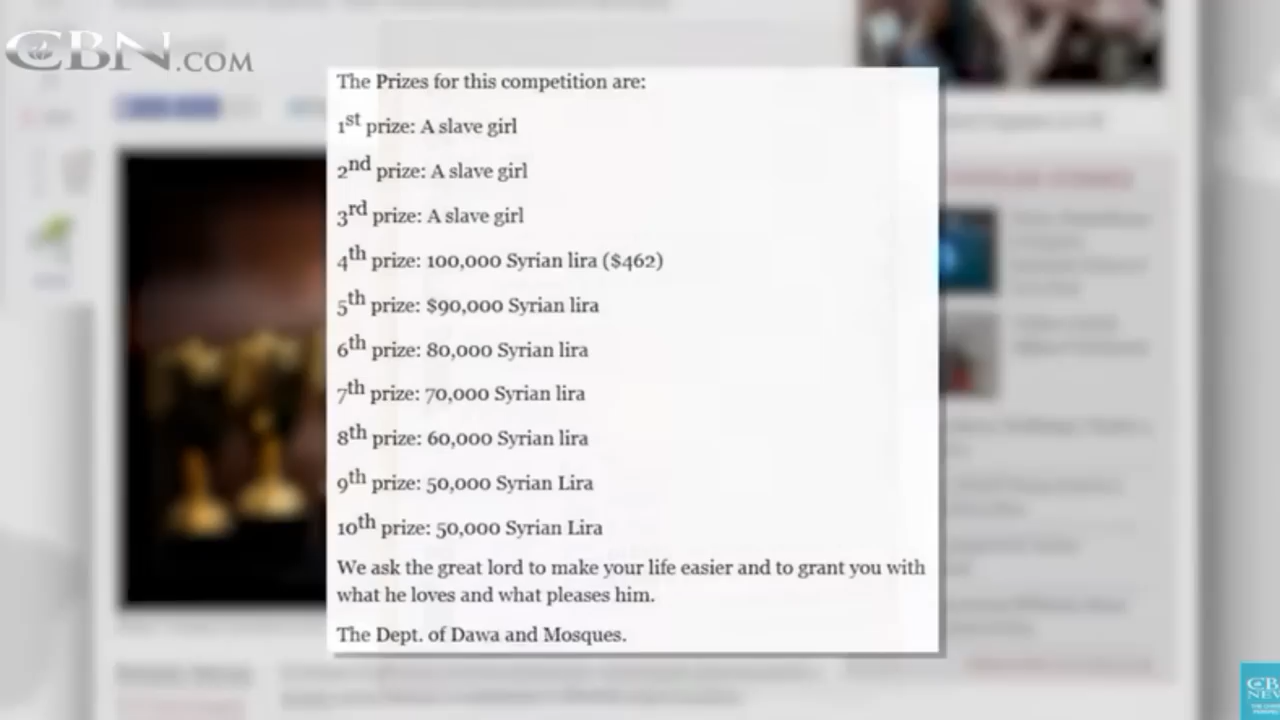 CBN.COM
The Prizes for this competition are:
1st prize: A slave girl
2nd prize: A slave girl
3rd prize: A slave girl
4th prize: 100,000 Syrian lira ($462)
5th prize: $90,000 Syrian lira
6th prize: 80,000 Syrian lira
7th prize: 70,000 Syrian lira
8th prize: 60,000 Syrian lira
9th prize: 50,000 Syrian Lira
10th prize: 50,000 Syrian Lira
We ask the great lord to make your life easier and to grant you with
what he loves and what pleases him.
The Dept. of Dawa and Mosques.